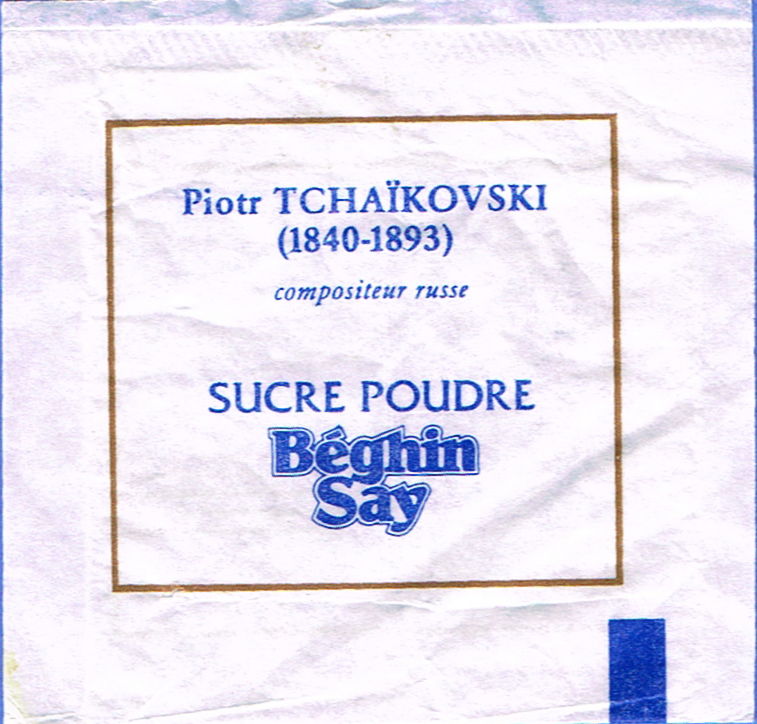 Piotr TCHAÏKOVSKI
(1840-1893)
compositeur russe
SUCRE POUDRE
Béghin
Say